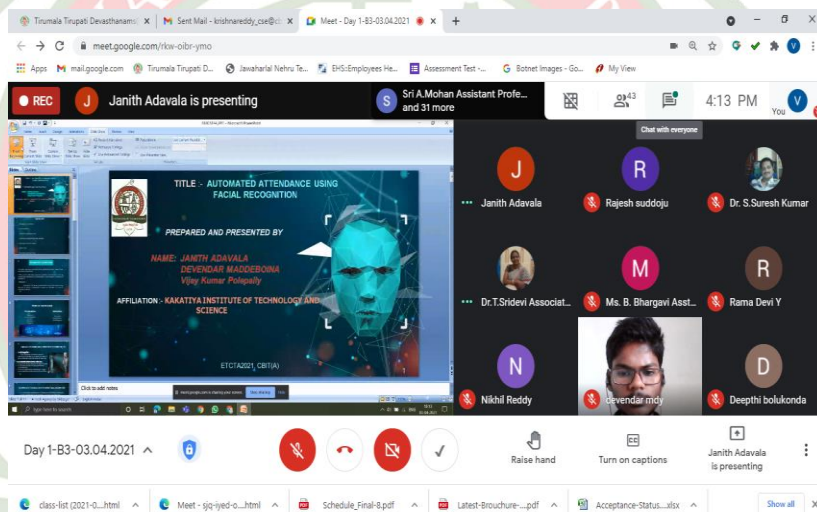 Tirumala Tirupati Devasthanams
Sent Mail - krishnareddy_cse@c
Meet - Day 1-B3-03.04.2021
meet.google.com/rkw-oibr-ymo
Apps
mail.google.com
Tirumala Tirupati D...
Jawaharlal Nehru Te...
EHS::Employees He...
Assessment Test -...
Botnet Images - Go...
My View
REC
J
Janith Adavala is presenting
S
Sri A.Mohan Assistant Profe...
and 31 more
43
4:13 PM
You
V
Chat with everyone
TITLE :- AUTOMATED ATTENDANCE USING
FACIAL RECOGNITION
PREPARED AND PRESENTED BY
NAME: JANITH ADAVALA
DEVENDAR MADDEBOINA
Vijay Kumar Polepally
AFFILIATION :- KAKATIYA INSTITUTE OF TECHNOLOGY AND
SCIENCE
ETCTA2021, CBIT(A)
1
Click to add notes
J
Janith Adavala
R
Rajesh suddoju
Dr. S.Suresh Kumar
Dr.T.Sridevi Associat...
M
Ms. B. Bhargavi Asst...
R
Rama Devi Y
N
Nikhil Reddy
devendar mdy
D
Deepthi bolukonda
Day 1-B3-03.04.2021
Raise hand
Turn on captions
Janith Adavala
is presenting
class-list (2021-0....html
Meet - sjq-iyed-o....html
Schedule_Final-8.pdf
Latest-Brouchure-....pdf
Acceptance-Status....xlsx
Show all